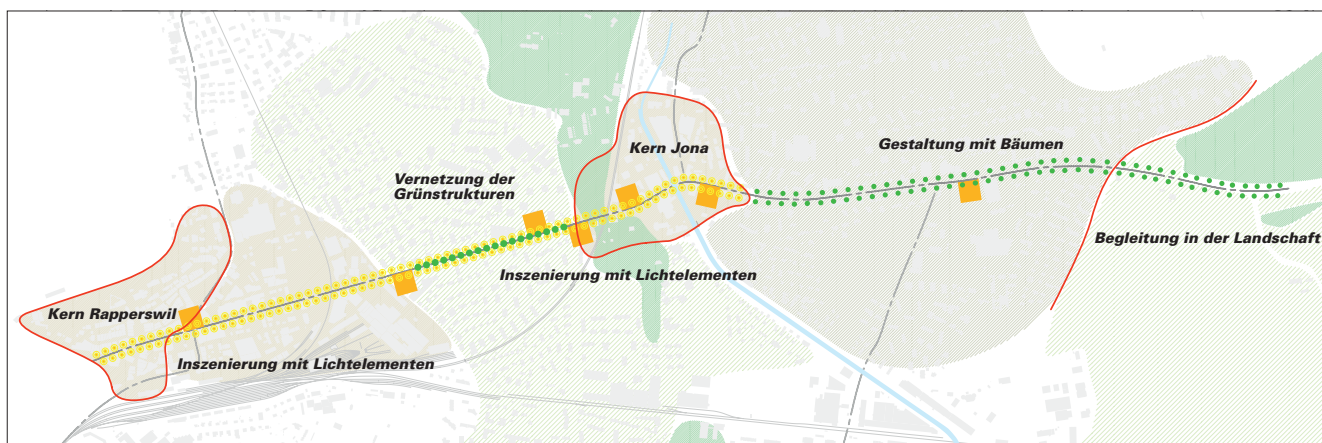 Kern Jona
Gestaltung mit Bäumen
Vernetzung der
Grünstrukturen
Begleitung in der Landschaft
Inszenierung mit Lichtelementen
Kern Rapperswil
Inszenierung mit Lichtelementen